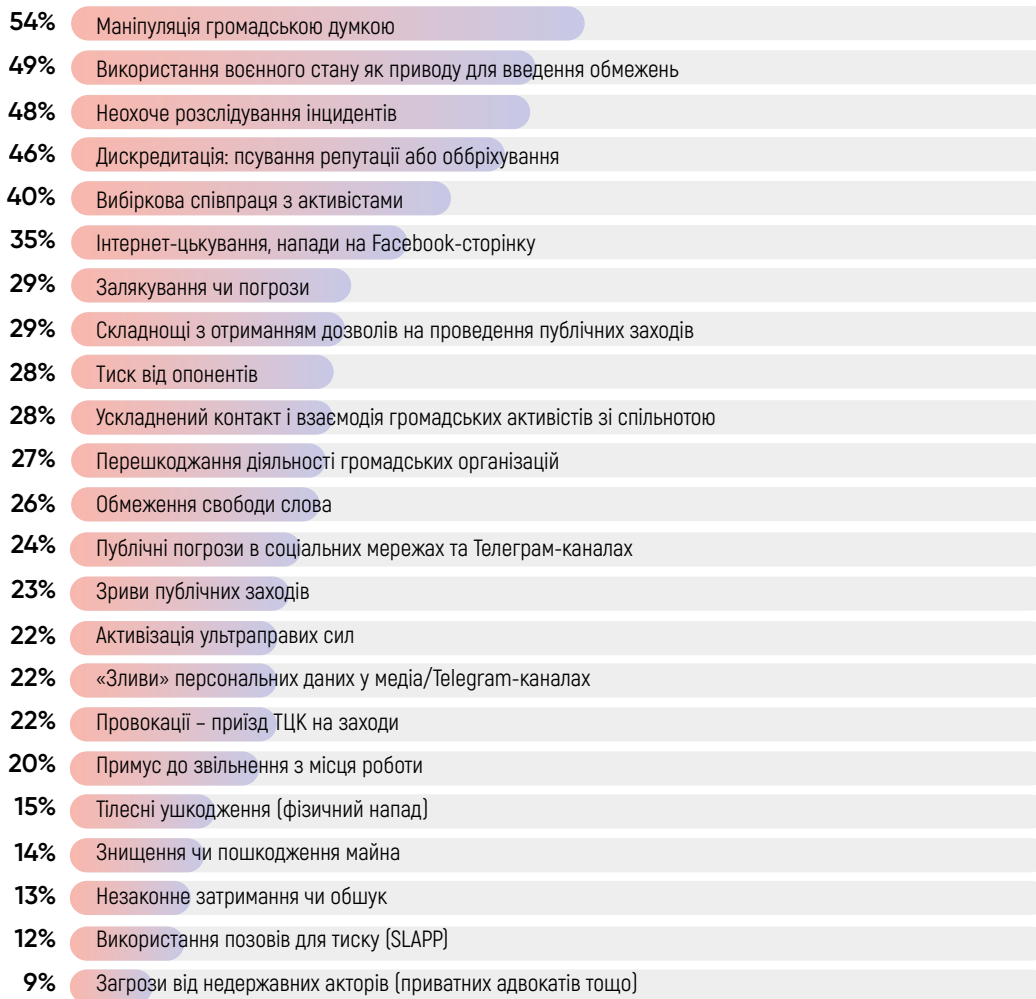 54% Маніпуляція громадською думкою
49% Використання воєнного стану як приводу для введення обмежень
48% Неохоче розслідування інцидентів
46% Дискредитація: псування репутації або оббріхування
40% Вибіркова співпраця з активістами
35% Інтернет-цькування, напади на Facebook-сторінку
29% Залякування чи погрози
29% Складнощі з отриманням дозволів на проведення публічних заходів
28% Тиск від опонентів
28% Ускладнений контакт і взаємодія громадських активістів зі спільнотою
27% Перешкоджання діяльності громадських організацій
26% Обмеження свободи слова
24% Публічні погрози в соціальних мережах та Телеграм-каналах
23% Зриви публічних заходів
22% Активізація ультраправих сил
22% «Зливи» персональних даних у медіа/Telegram-каналах
22% Провокації – приїзд ТЦК на заходи
20% Примус до звільнення з місця роботи
15% Тілесні ушкодження (фізичний напад)
14% Знищення чи пошкодження майна
13% Незаконне затримання чи обшук
12% Використання позовів для тиску (SLAPP)
9% Загрози від недержавних акторів (приватних адвокатів тощо)